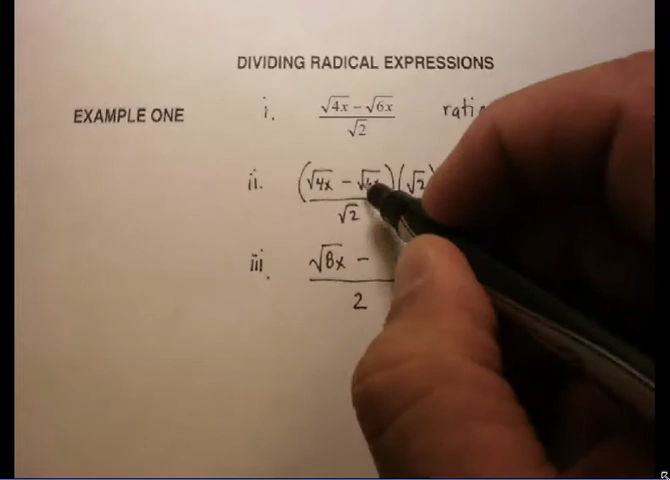 DIVIDING RADICAL EXPRESSIONS
EXAMPLE ONE
i. (√4x − √6x)/√2
ii. (√4x − √6x)(√2)/√2
iii. (√8x −)/2